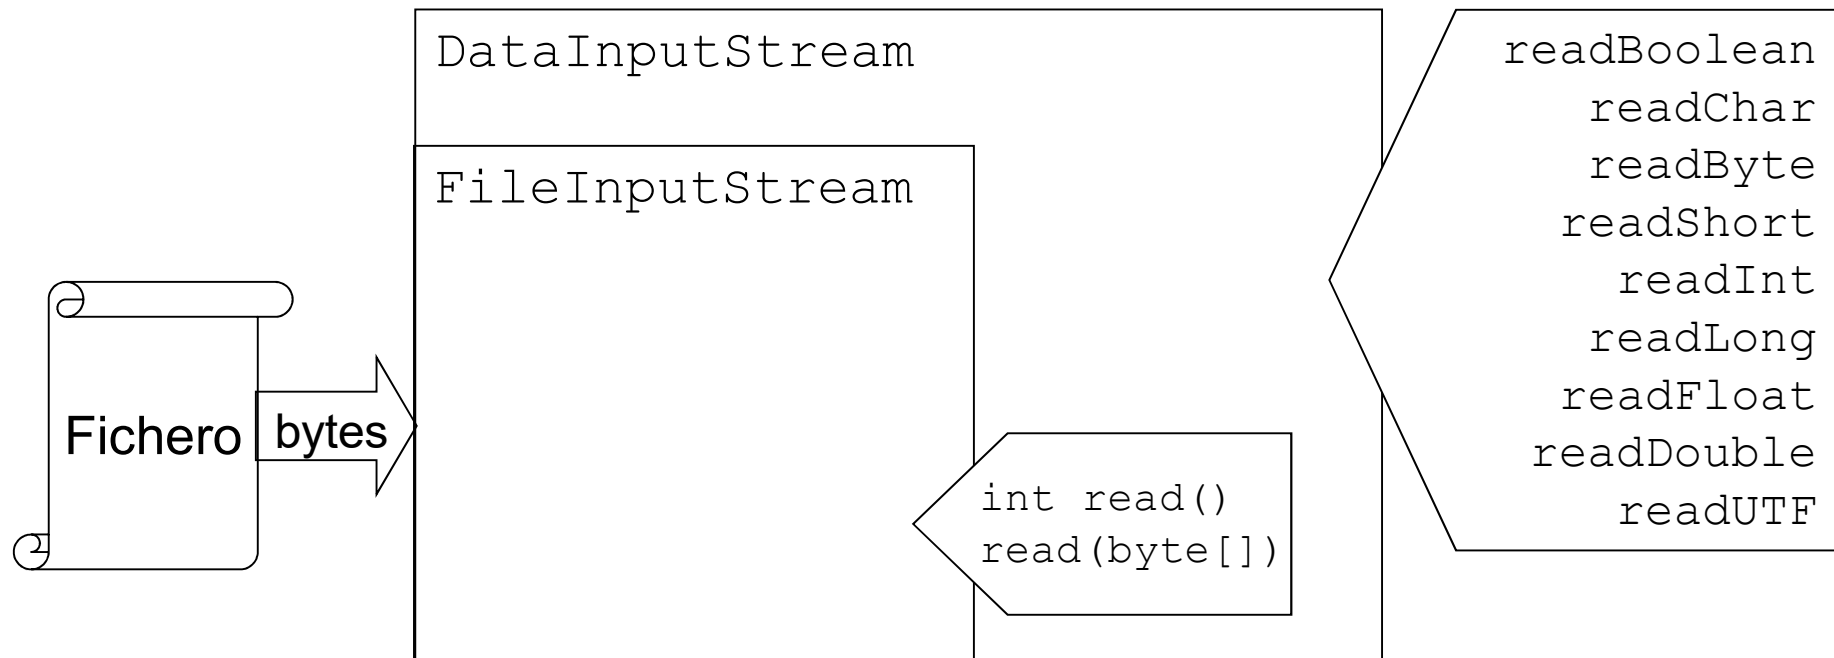 DataInputStream
FileInputStream
Fichero
bytes
int read()
read(byte[])
readBoolean
readChar
readByte
readShort
readInt
readLong
readFloat
readDouble
readUTF